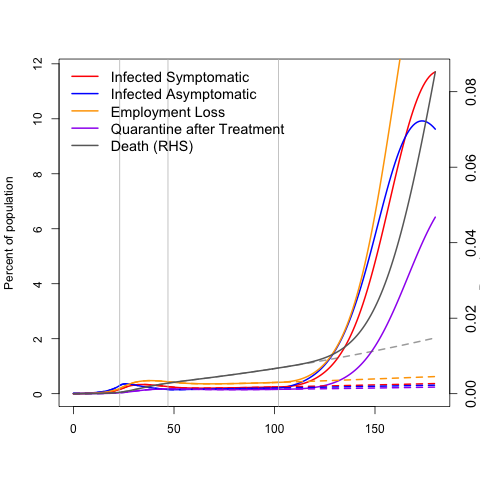 Infected Symptomatic
Infected Asymptomatic
Employment Loss
Quarantine after Treatment
Death (RHS)
Percent of population
12
10
8
6
4
2
0
0.08
0.06
0.04
0.02
0.00
0 50 100 150